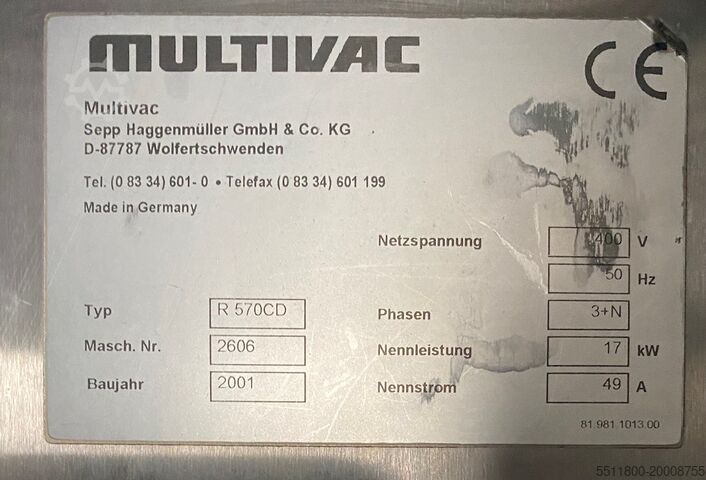 MULTIVAC
CE
Multivac
Sepp Haggenmüller GmbH & Co. KG
D-87787 Wolfertschwenden
Tel. (0 83 34) 601- 0 • Telefax (0 83 34) 601 199
Made in Germany
Netzspannung 400 V
50 Hz
Typ R 570CD Phasen 3+N
Masch. Nr. 2606 Nennleistung 17 kW
Baujahr 2001 Nennstrom 49 A
81 981 1013 00
5511800-20008755